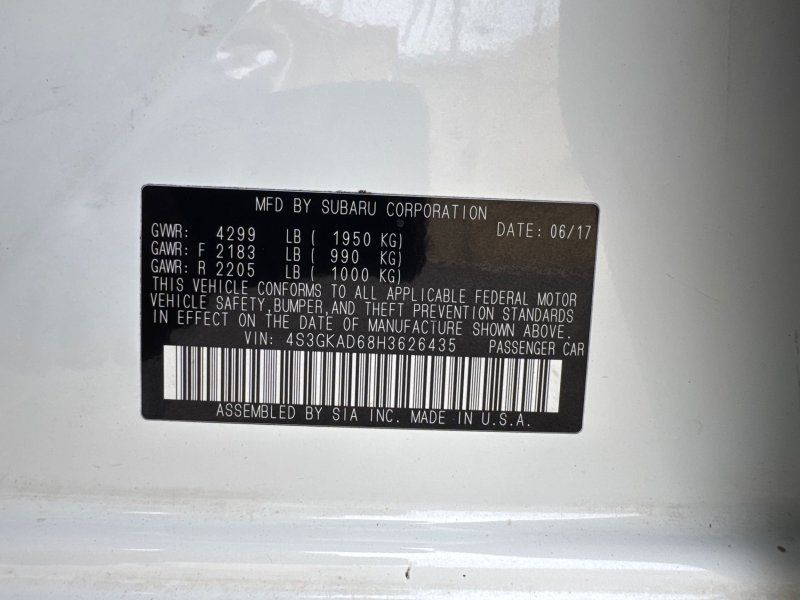 MFD BY SUBARU CORPORATION
DATE: 06/17
GVWR: 4299 LB ( 1950 KG)
GAWR: F 2183 LB ( 990 KG)
GAWR: R 2205 LB ( 1000 KG)
THIS VEHICLE CONFORMS TO ALL APPLICABLE FEDERAL MOTOR
VEHICLE SAFETY,BUMPER,AND THEFT PREVENTION STANDARDS
IN EFFECT ON THE DATE OF MANUFACTURE SHOWN ABOVE.
VIN: 4S3GKAD68H3626435 PASSENGER CAR
ASSEMBLED BY SIA INC. MADE IN U.S.A.